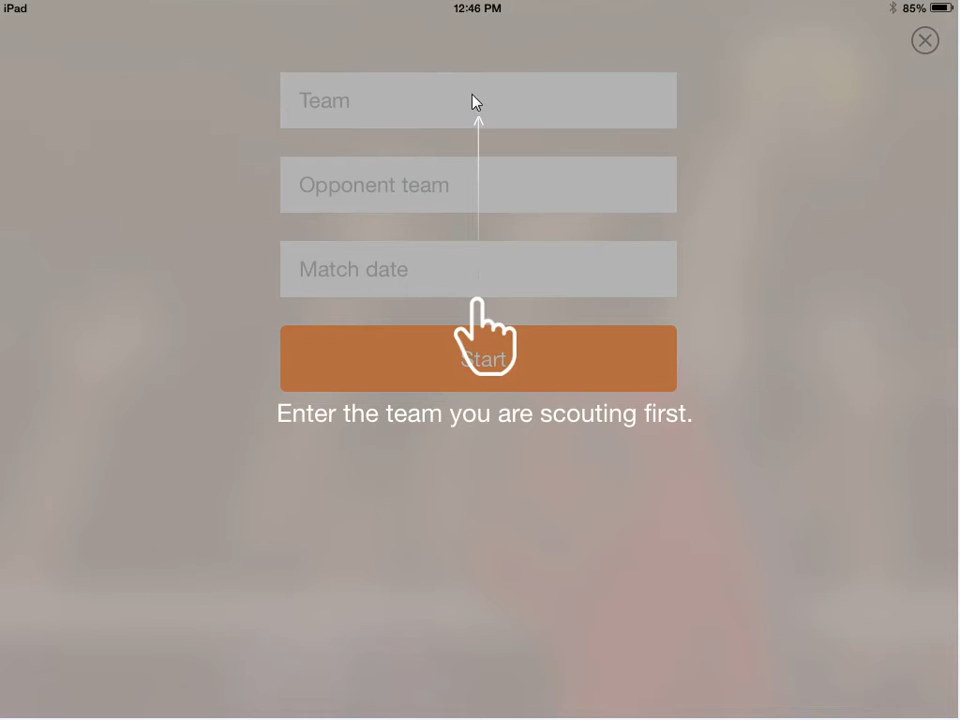 iPad
12:46 PM
85%
Team
Opponent team
Match date
Start
Enter the team you are scouting first.